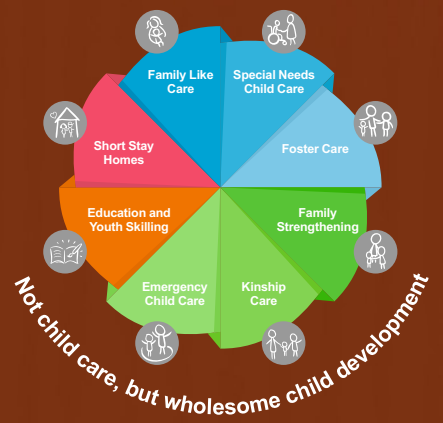 Family Like
Care
Special Needs
Child Care
Foster Care
Family
Strengthening
Kinship
Care
Emergency
Child Care
Education and
Youth Skilling
Short Stay
Homes
Not child care, but wholesome child development